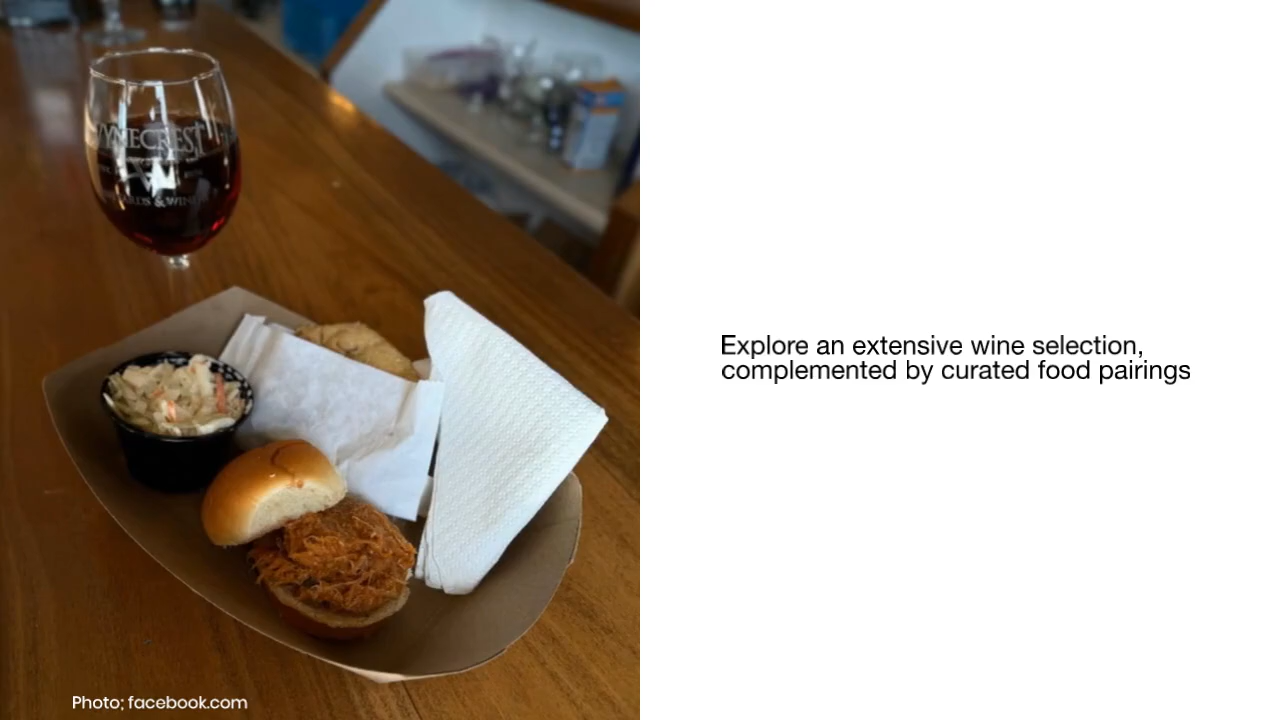 Explore an extensive wine selection,
complemented by curated food pairings
Photo; facebook.com